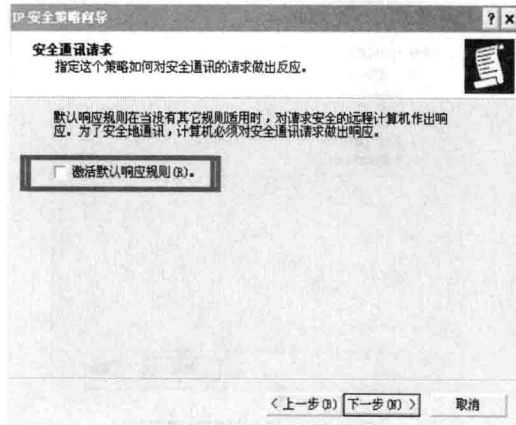 IP 安全策略向导
安全通讯请求
指定这个策略如何对安全通讯的请求做出反应。
默认响应规则在当没有其它规则适用时，对请求安全的远程计算机作出响
应。为了安全地通讯，计算机必须对安全通讯请求做出响应。
激活默认响应规则(R)。
< 上一步(B) 下一步(N) > 取消